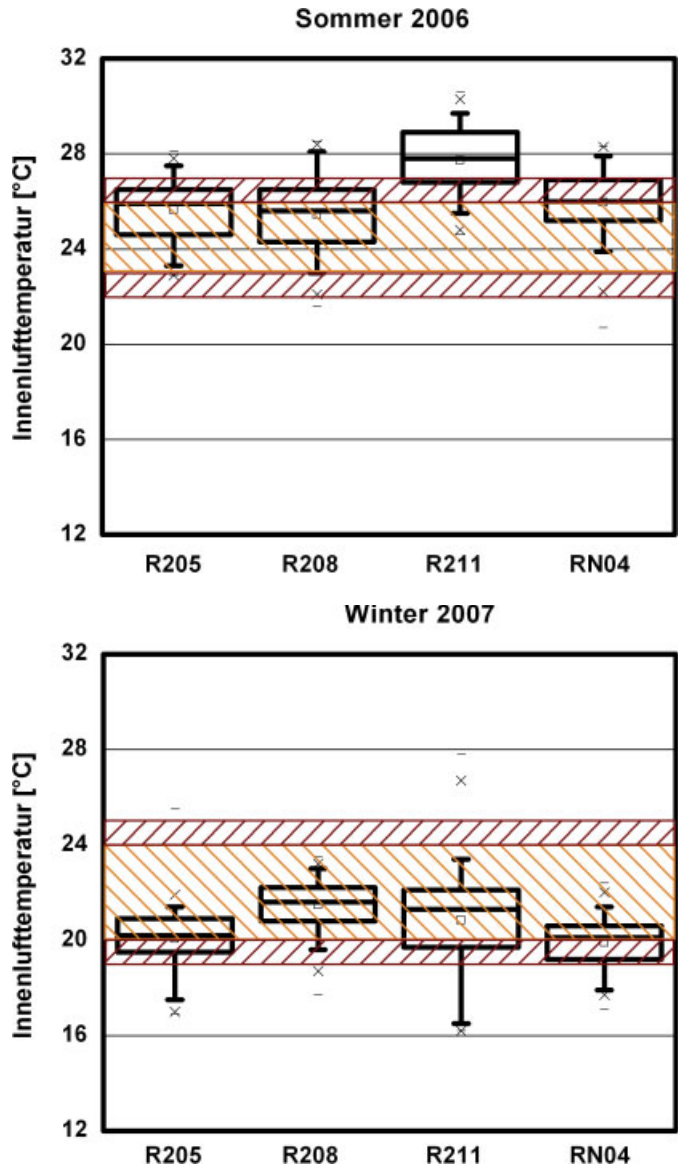 Sommer 2006
Innenlufttemperatur [°C]
32
28
24
20
16
12
R205 R208 R211 RN04
Winter 2007
Innenlufttemperatur [°C]
32
28
24
20
16
12
R205 R208 R211 RN04